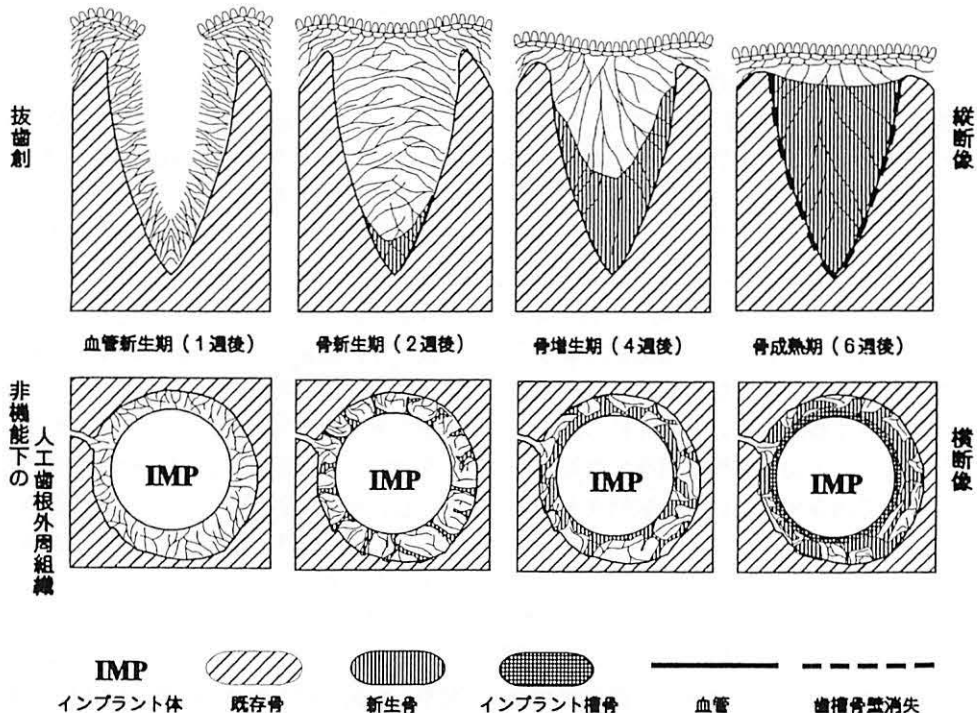 抜歯創
縦断像
血管新生期（1週後）
骨新生期（2週後）
骨増生期（4週後）
骨成熟期（6週後）
非機能下の
人工歯根外周組織
IMP
IMP
IMP
IMP
横断像
IMP
インプラント体
既存骨
新生骨
インプラント槽骨
血管
歯槽骨壁消失